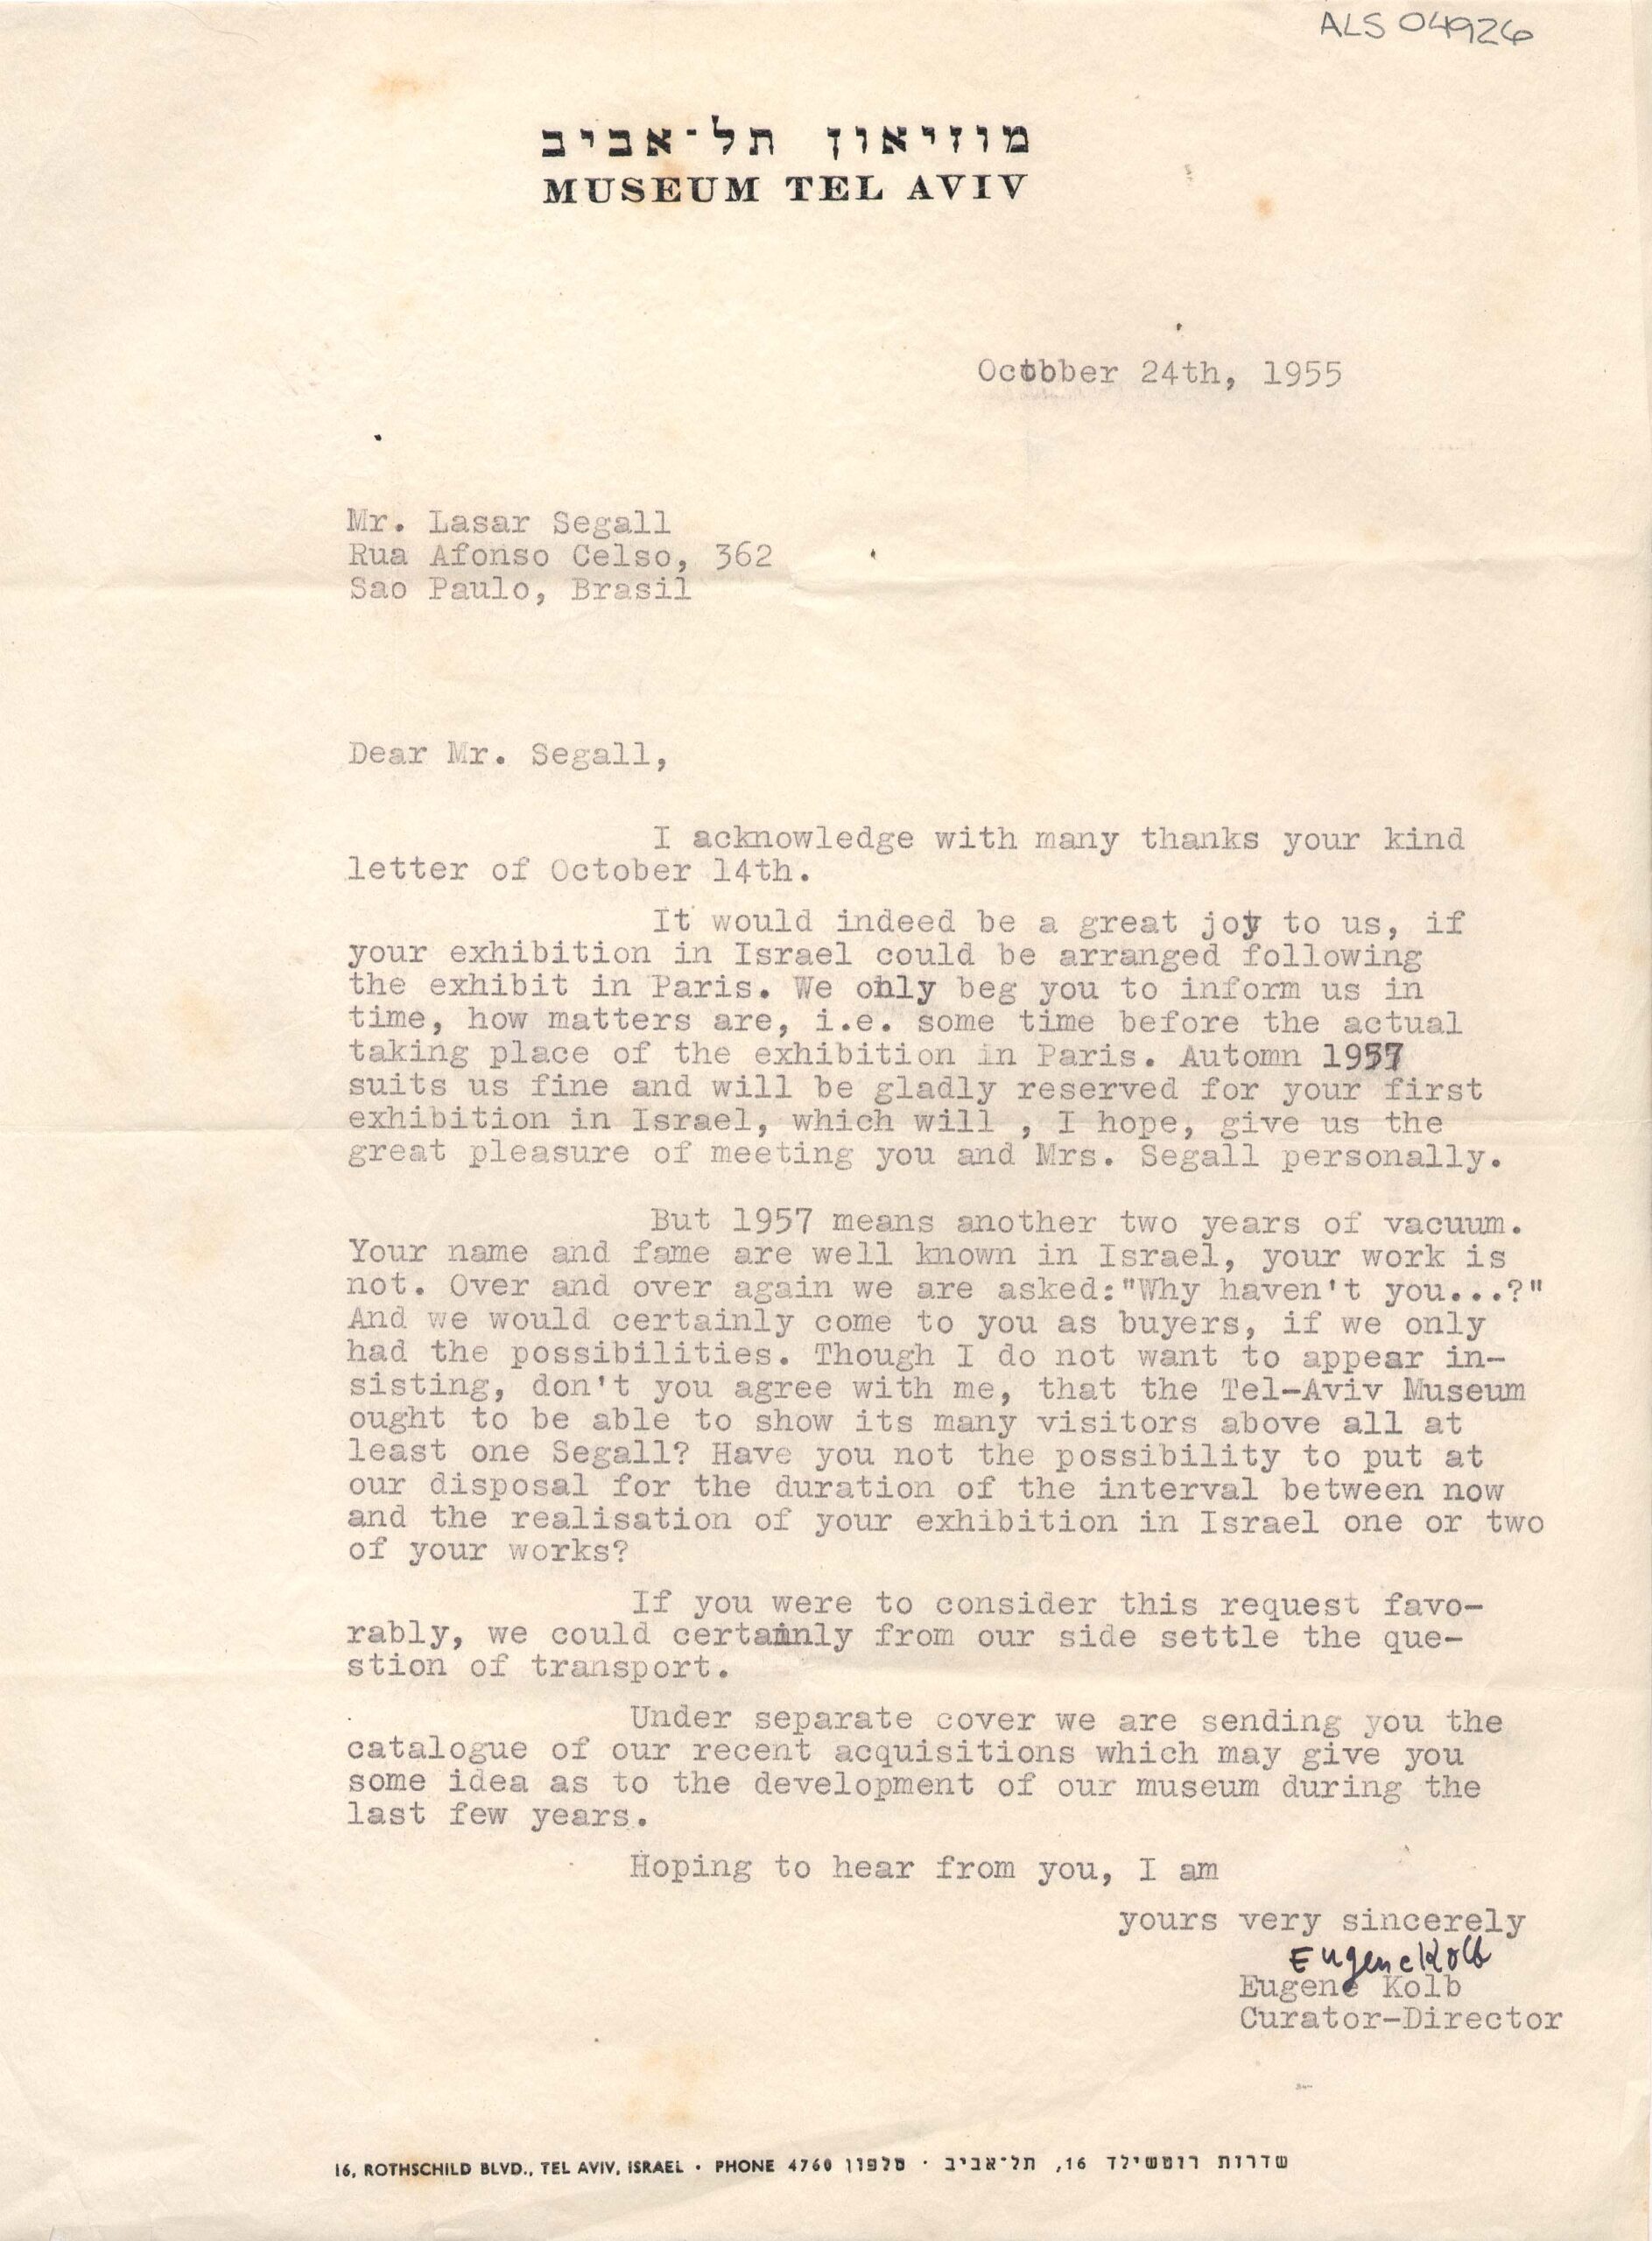 ALS 04926
מוזיאון תל-אביב
MUSEUM TEL AVIV
October 24th, 1955
Mr. Lasar Segall
Rua Afonso Celso, 362
Sao Paulo, Brasil
Dear Mr. Segall,
I acknowledge with many thanks your kind
letter of October 14th.
It would indeed be a great joy to us, if
your exhibition in Israel could be arranged following
the exhibit in Paris. We only beg you to inform us in
time, how matters are, i.e. some time before the actual
taking place of the exhibition in Paris. Automn 1957
suits us fine and will be gladly reserved for your first
exhibition in Israel, which will , I hope, give us the
great pleasure of meeting you and Mrs. Segall personally.
But 1957 means another two years of vacuum.
Your name and fame are well known in Israel, your work is
not. Over and over again we are asked:"Why haven't you...?"
And we would certainly come to you as buyers, if we only
had the possibilities. Though I do not want to appear in-
sisting, don't you agree with me, that the Tel-Aviv Museum
ought to be able to show its many visitors above all at
least one Segall? Have you not the possibility to put at
our disposal for the duration of the interval between now
and the realisation of your exhibition in Israel one or two
of your works?
If you were to consider this request favo-
rably, we could certainly from our side settle the que-
stion of transport.
Under separate cover we are sending you the
catalogue of our recent acquisitions which may give you
some idea as to the development of our museum during the
last few years.
Hoping to hear from you, I am
yours very sincerely
Eugene Kolb
Eugene Kolb
Curator-Director
16, ROTHSCHILD BLVD., TEL AVIV, ISRAEL · PHONE 4760 טלפון · שדרות רוטשילד 16, תל-אביב